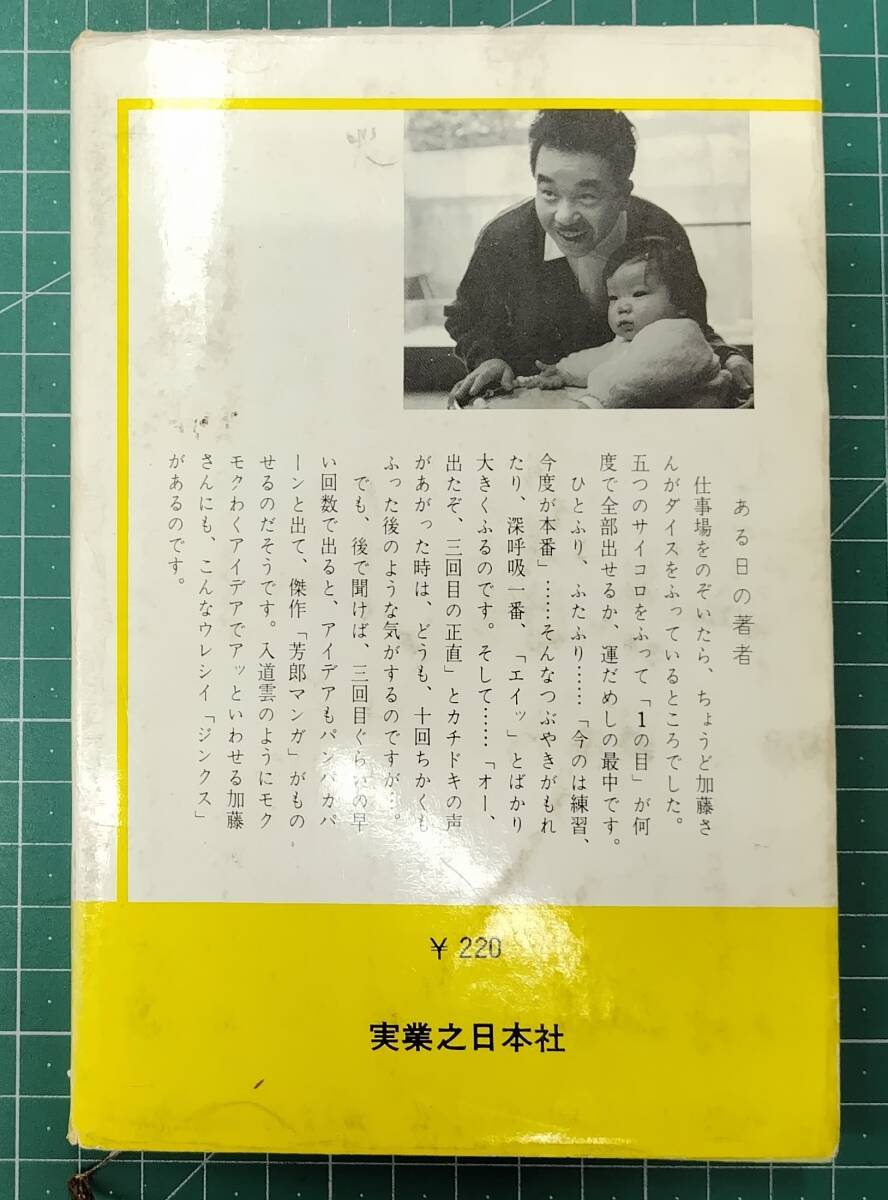 ある日の著者
仕事場をのぞいたら、ちょうど加藤さ
んがダイスをふっているところでした。
五つのサイコロをふって「1の目」が何
度で全部出せるか、運だめしの最中です。
ひとふり、ふたふり……「今のは練習、
今度が本番」……そんなつぶやきがもれ
たり、深呼吸一番、「エイッ」とばかり
大きくふるのです。そして……「オー、
出たぞ、三回目の正直」とカチドキの声
があがった時は、どうも、十回ちかくも
ふった後のような気がするのですが…。
でも、後で聞けば、三回目ぐらいの早
い回数で出ると、アイデアもパンパカパ
ーンと出て、傑作「芳郎マンガ」がもの
せるのだそうです。入道雲のようにモク
モクわくアイデアでアッといわせる加藤
さんにも、こんなウレシイ「ジンクス」
があるのです。
¥220
実業之日本社